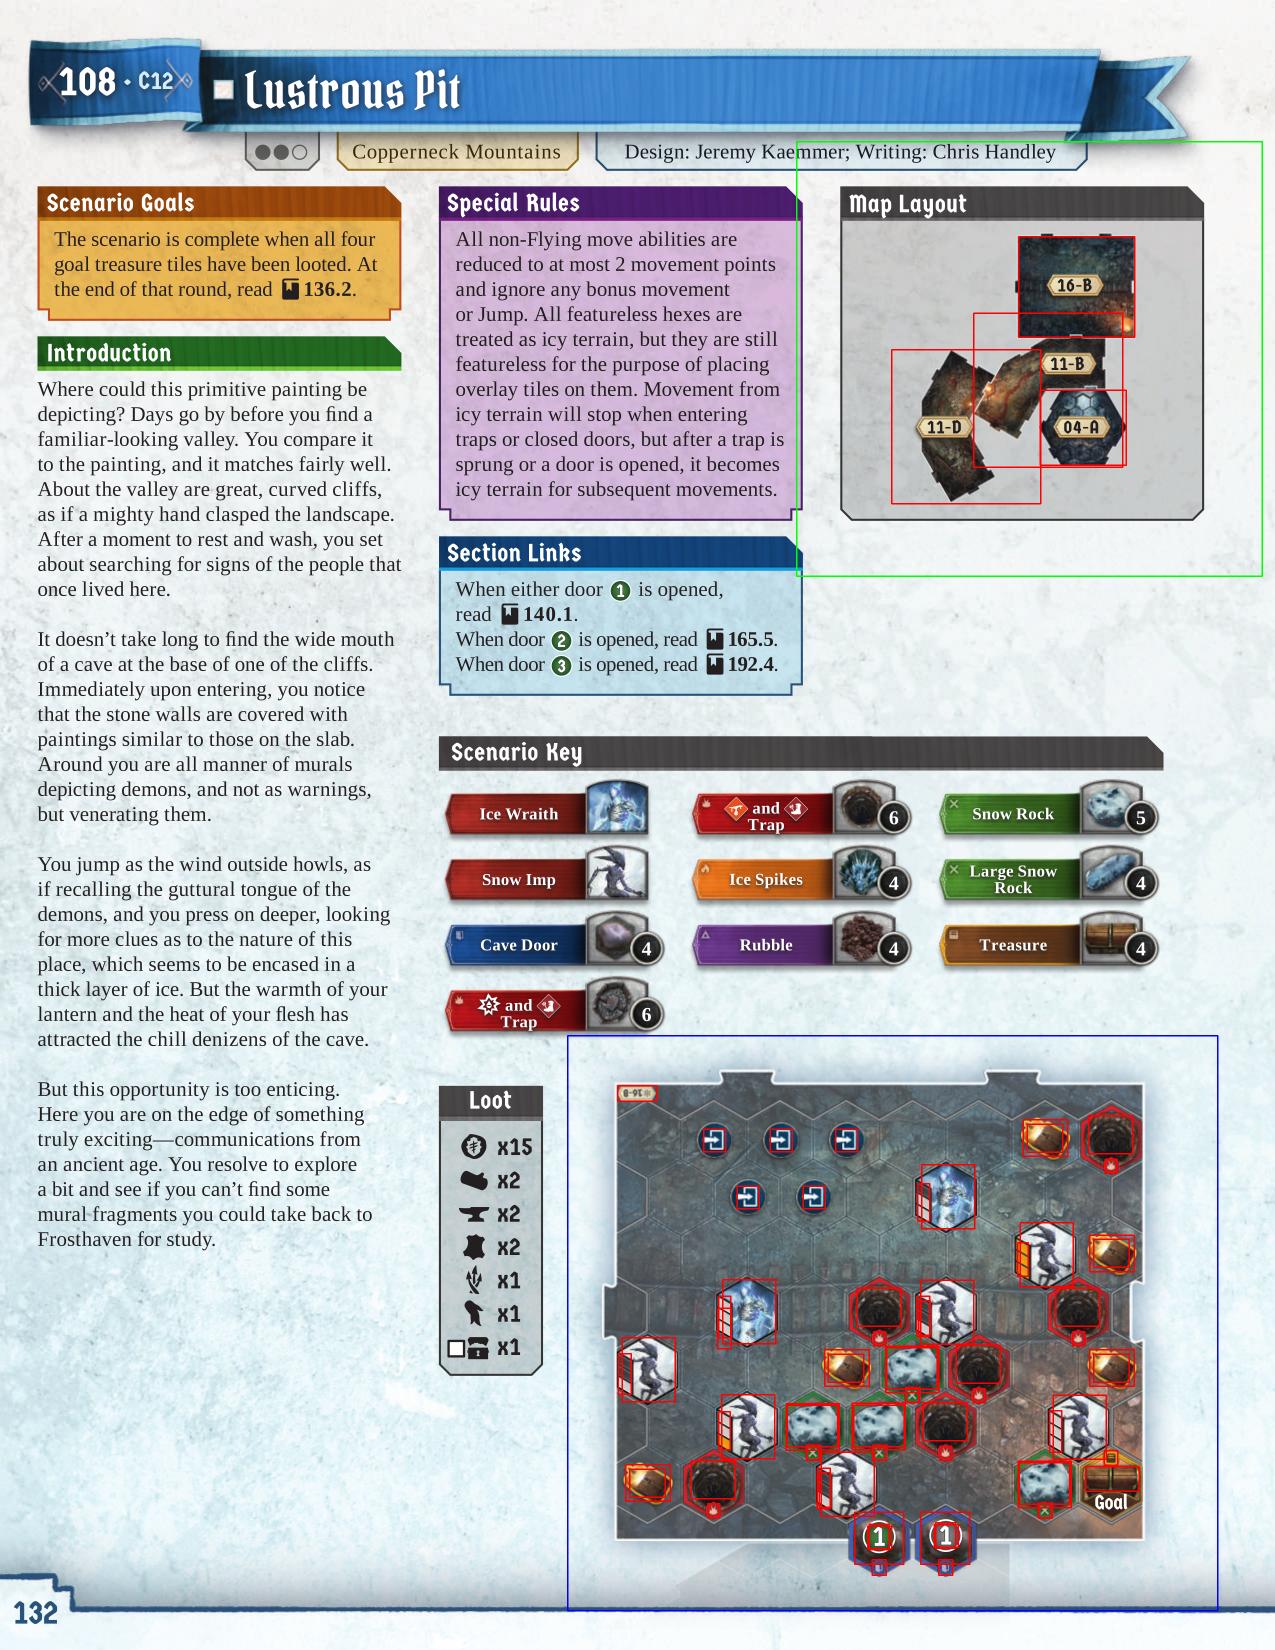 108 • C12
Lustrous Pit
Copperneck Mountains
Design: Jeremy Kaemmer; Writing: Chris Handley
Scenario Goals
The scenario is complete when all four
goal treasure tiles have been looted. At
the end of that round, read 136.2.
Introduction
Where could this primitive painting be
depicting? Days go by before you find a
familiar-looking valley. You compare it
to the painting, and it matches fairly well.
About the valley are great, curved cliffs,
as if a mighty hand clasped the landscape.
After a moment to rest and wash, you set
about searching for signs of the people that
once lived here.
It doesn’t take long to find the wide mouth
of a cave at the base of one of the cliffs.
Immediately upon entering, you notice
that the stone walls are covered with
paintings similar to those on the slab.
Around you are all manner of murals
depicting demons, and not as warnings,
but venerating them.
You jump as the wind outside howls, as
if recalling the guttural tongue of the
demons, and you press on deeper, looking
for more clues as to the nature of this
place, which seems to be encased in a
thick layer of ice. But the warmth of your
lantern and the heat of your flesh has
attracted the chill denizens of the cave.
But this opportunity is too enticing.
Here you are on the edge of something
truly exciting—communications from
an ancient age. You resolve to explore
a bit and see if you can’t find some
mural fragments you could take back to
Frosthaven for study.
Special Rules
All non-Flying move abilities are
reduced to at most 2 movement points
and ignore any bonus movement
or Jump. All featureless hexes are
treated as icy terrain, but they are still
featureless for the purpose of placing
overlay tiles on them. Movement from
icy terrain will stop when entering
traps or closed doors, but after a trap is
sprung or a door is opened, it becomes
icy terrain for subsequent movements.
Section Links
When either door 1 is opened,
read 140.1.
When door 2 is opened, read 165.5.
When door 3 is opened, read 192.4.
Map Layout
16-B
11-B
11-D
04-A
Scenario Key
Ice Wraith
and
Trap
6
Snow Rock
5
Snow Imp
Ice Spikes
4
Large Snow
Rock
4
Cave Door
4
Rubble
4
Treasure
4
and
Trap
6
Loot
x15
x2
x2
x2
x1
x1
x1
16-B
Goal
1
1
132